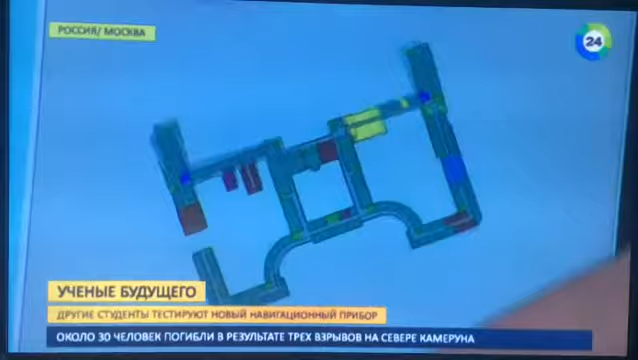 РОССИЯ/ МОСКВА
24
УЧЕНЫЕ БУДУЩЕГО
ДРУГИЕ СТУДЕНТЫ ТЕСТИРУЮТ НОВЫЙ НАВИГАЦИОННЫЙ ПРИБОР
ОКОЛО 30 ЧЕЛОВЕК ПОГИБЛИ В РЕЗУЛЬТАТЕ ТРЕХ ВЗРЫВОВ НА СЕВЕРЕ КАМЕРУНА